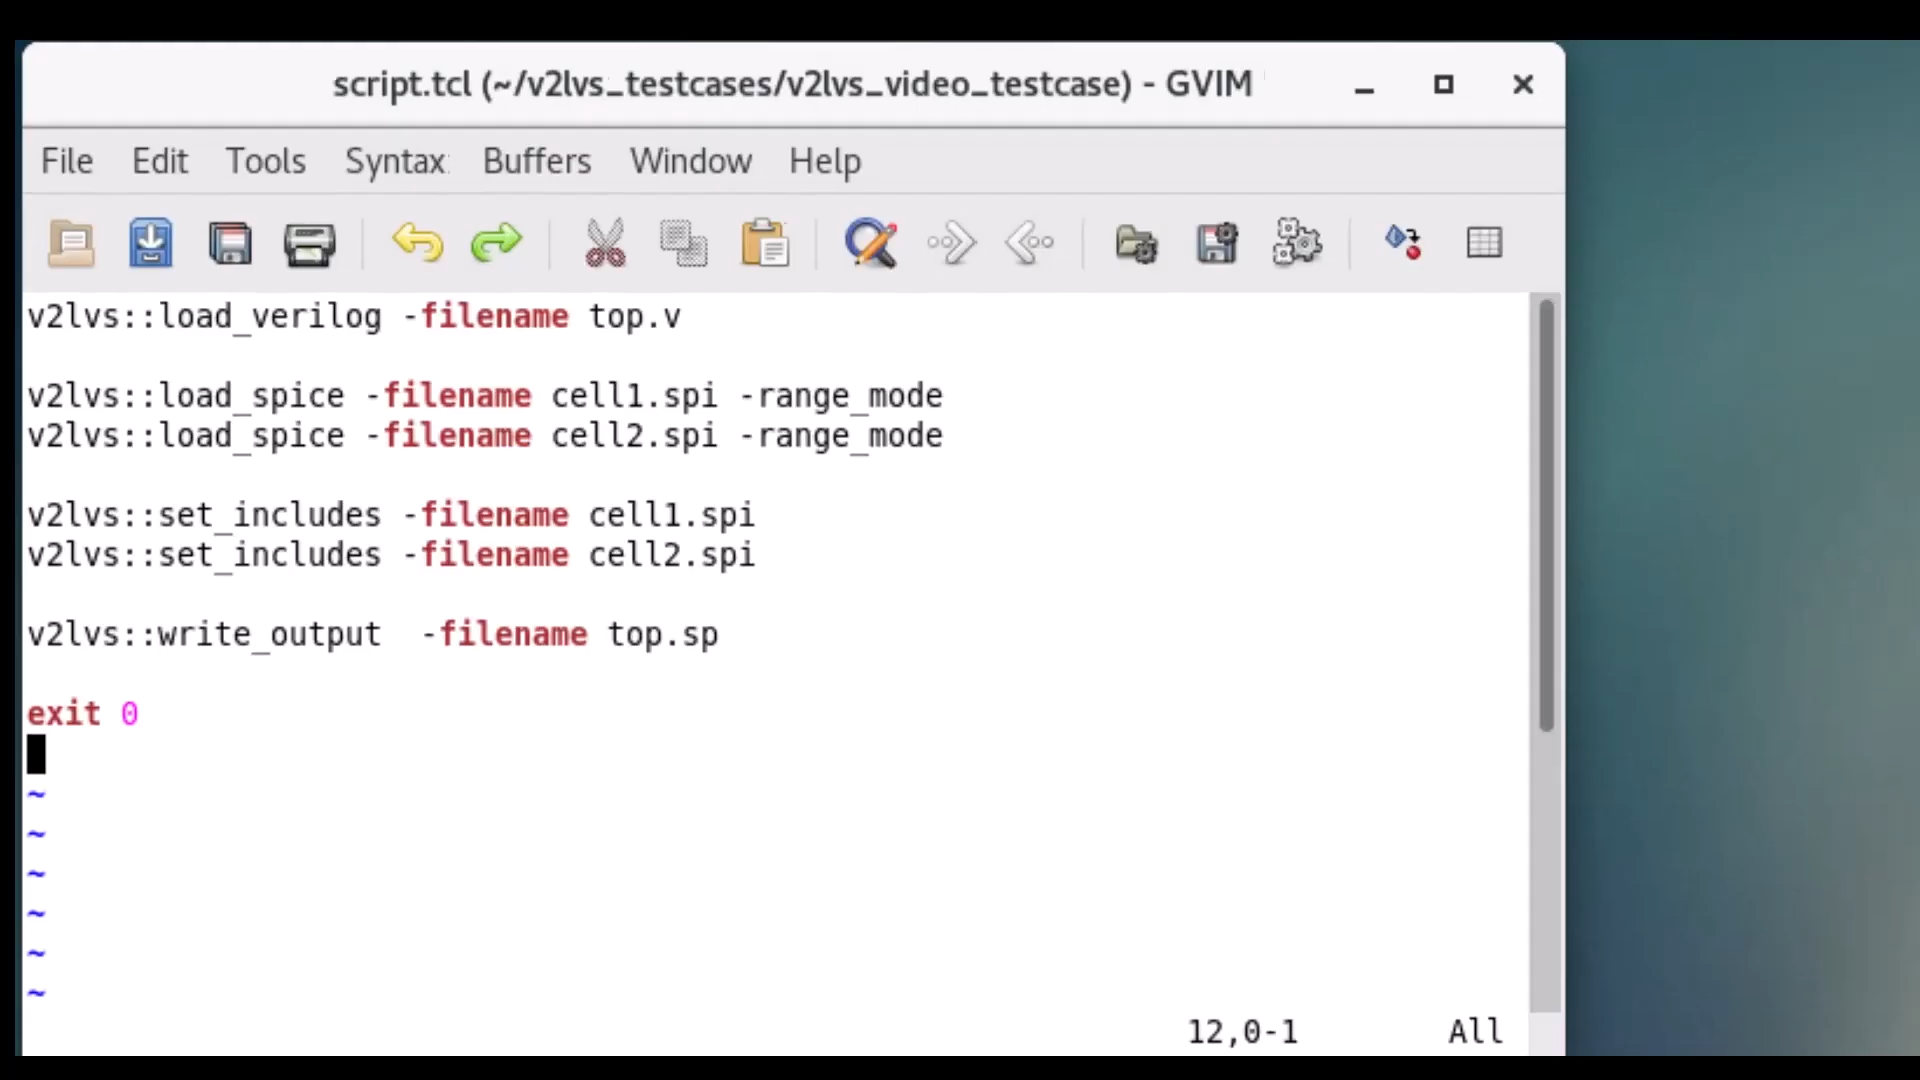 script.tcl (~/v2lvs_testcases/v2lvs_video_testcase) - GVIM
File Edit Tools Syntax Buffers Window Help
v2lvs::load_verilog -filename top.v
v2lvs::load_spice -filename cell1.spi -range_mode
v2lvs::load_spice -filename cell2.spi -range_mode
v2lvs::set_includes -filename cell1.spi
v2lvs::set_includes -filename cell2.spi
v2lvs::write_output  -filename top.sp
exit 0
~
~
~
~
~
~
12,0-1 All